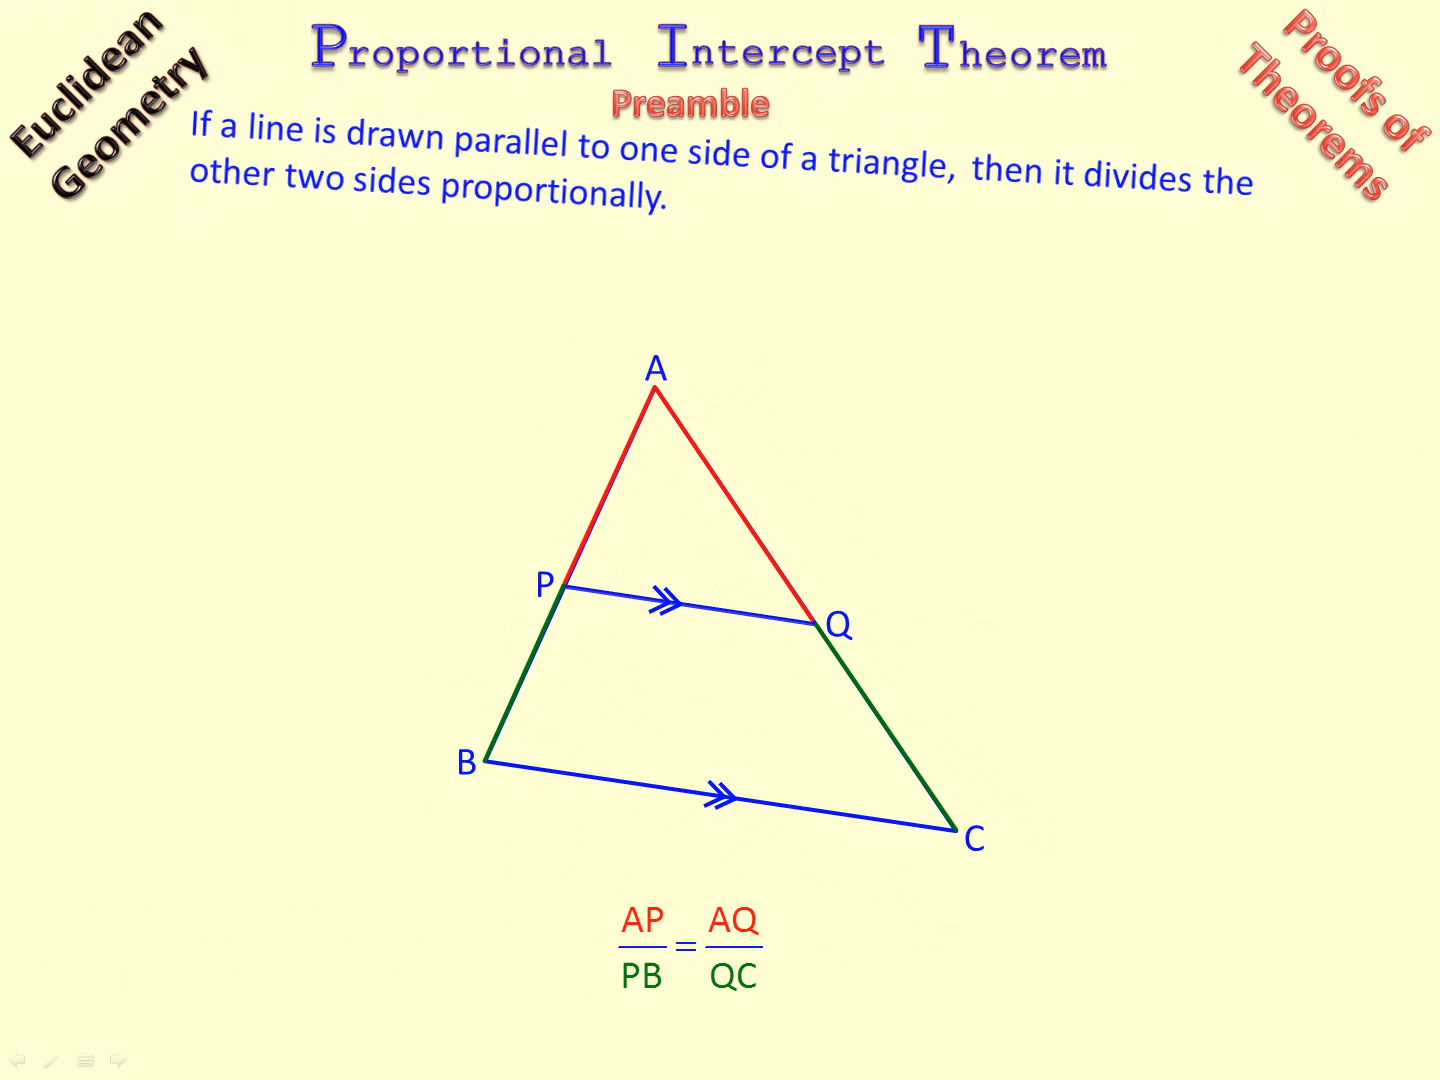 Euclidean
Geometry
Proportional Intercept Theorem
Preamble
Proofs of
Theorems
If a line is drawn parallel to one side of a triangle, then it divides the
other two sides proportionally.
A
P
Q
B
C
AP AQ
=
PB QC